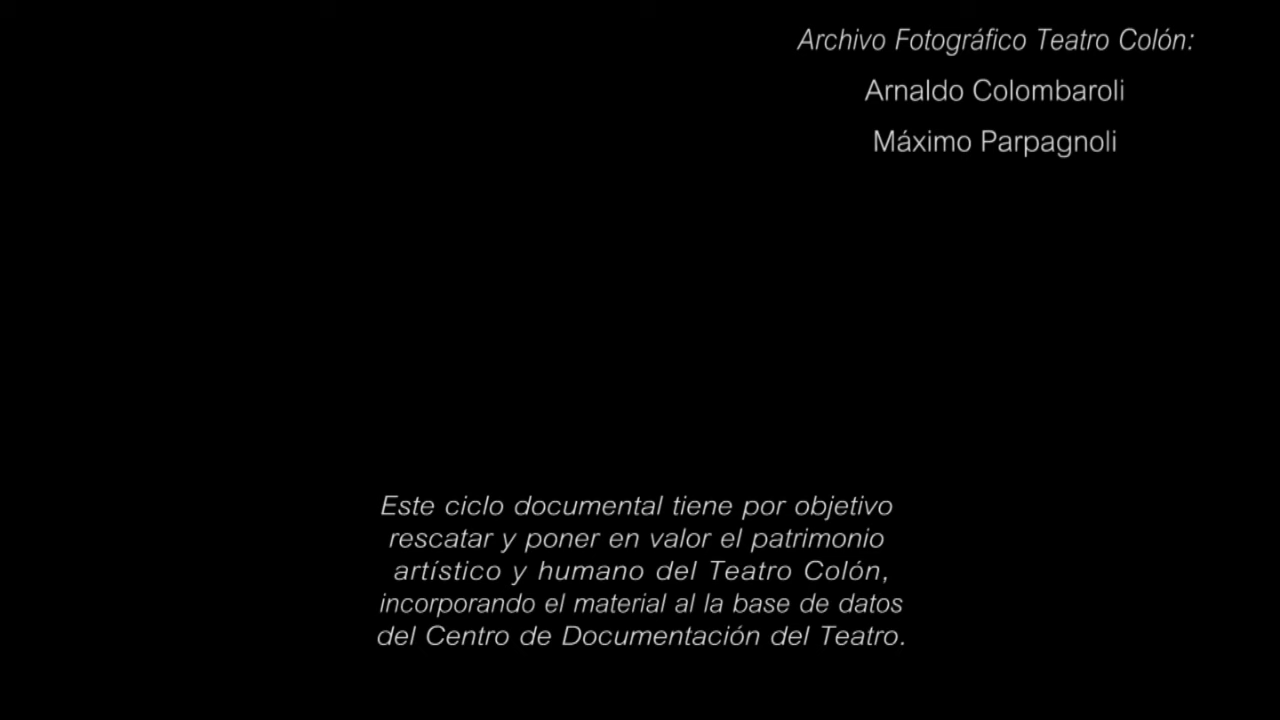 Archivo Fotográfico Teatro Colón:
Arnaldo Colombaroli
Máximo Parpagnoli
Este ciclo documental tiene por objetivo
rescatar y poner en valor el patrimonio
artístico y humano del Teatro Colón,
incorporando el material al la base de datos
del Centro de Documentación del Teatro.